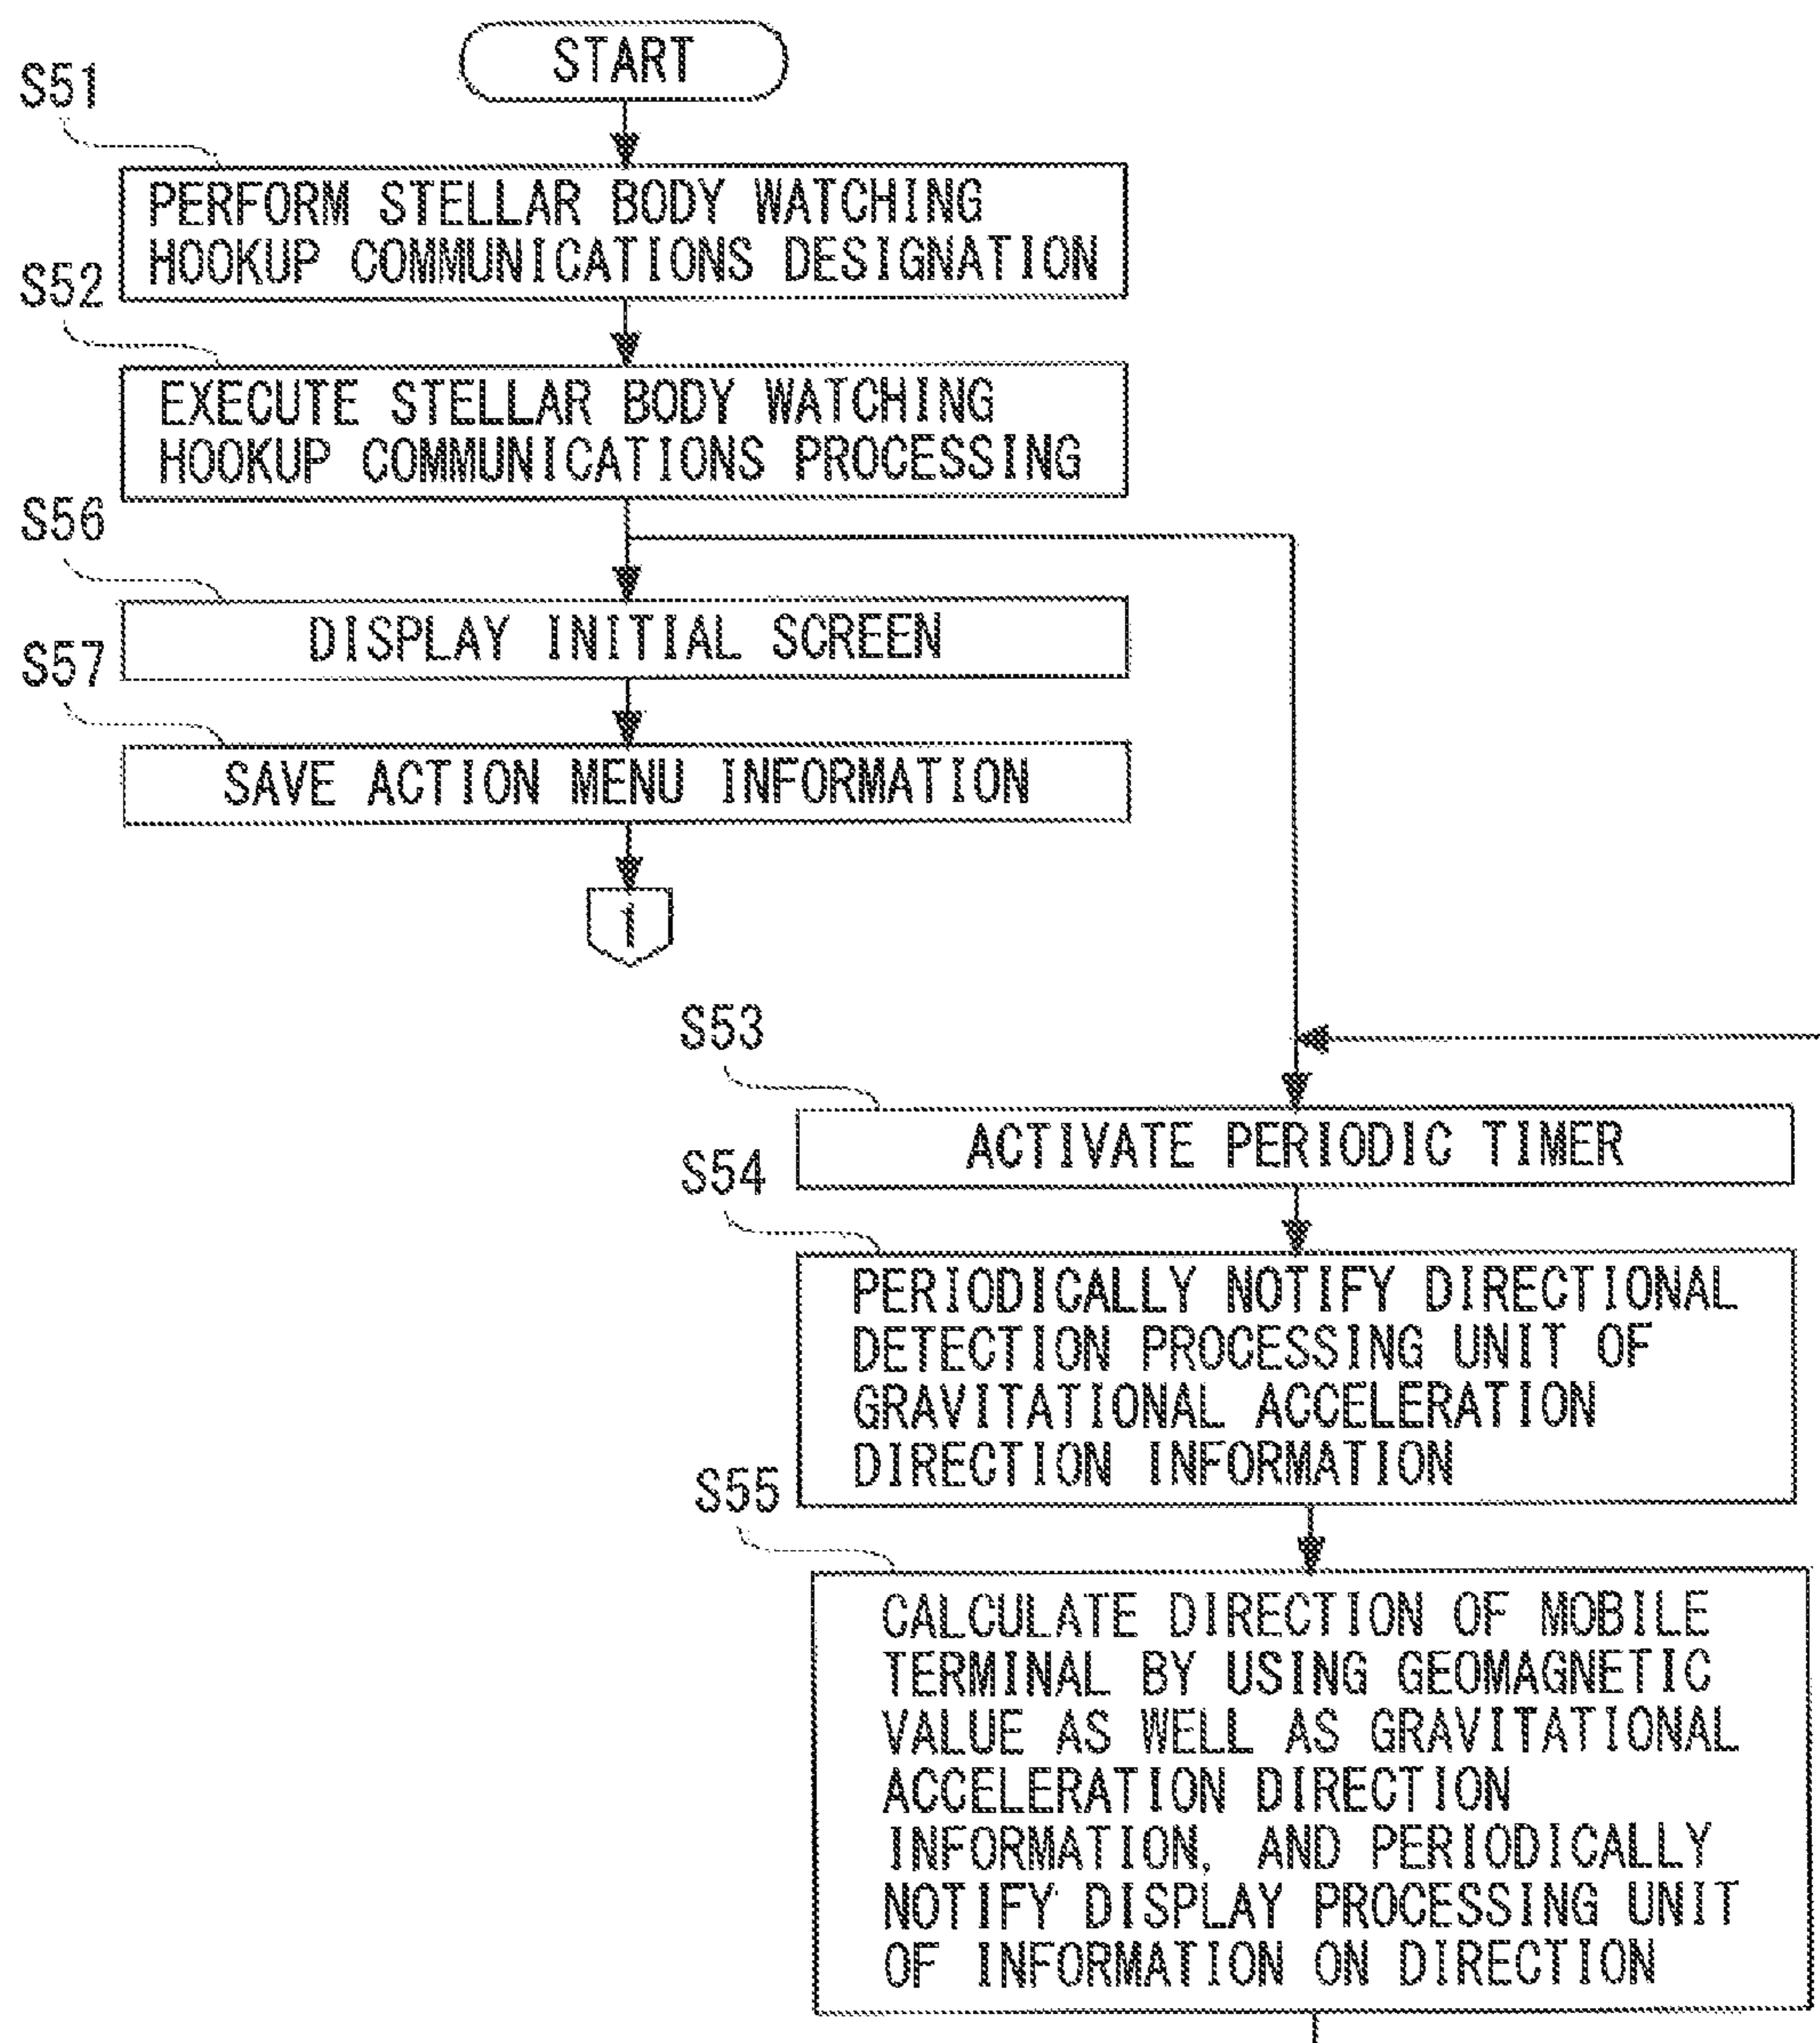 START
S51
PERFORM STELLAR BODY WATCHING
HOOKUP COMMUNICATIONS DESIGNATION
S52
EXECUTE STELLAR BODY WATCHING
HOOKUP COMMUNICATIONS PROCESSING
S56
DISPLAY INITIAL SCREEN
S57
SAVE ACTION MENU INFORMATION
1
S53
ACTIVATE PERIODIC TIMER
S54
PERIODICALLY NOTIFY DIRECTIONAL
DETECTION PROCESSING UNIT OF
GRAVITATIONAL ACCELERATION
DIRECTION INFORMATION
S55
CALCULATE DIRECTION OF MOBILE
TERMINAL BY USING GEOMAGNETIC
VALUE AS WELL AS GRAVITATIONAL
ACCELERATION DIRECTION
INFORMATION, AND PERIODICALLY
NOTIFY DISPLAY PROCESSING UNIT
OF INFORMATION ON DIRECTION